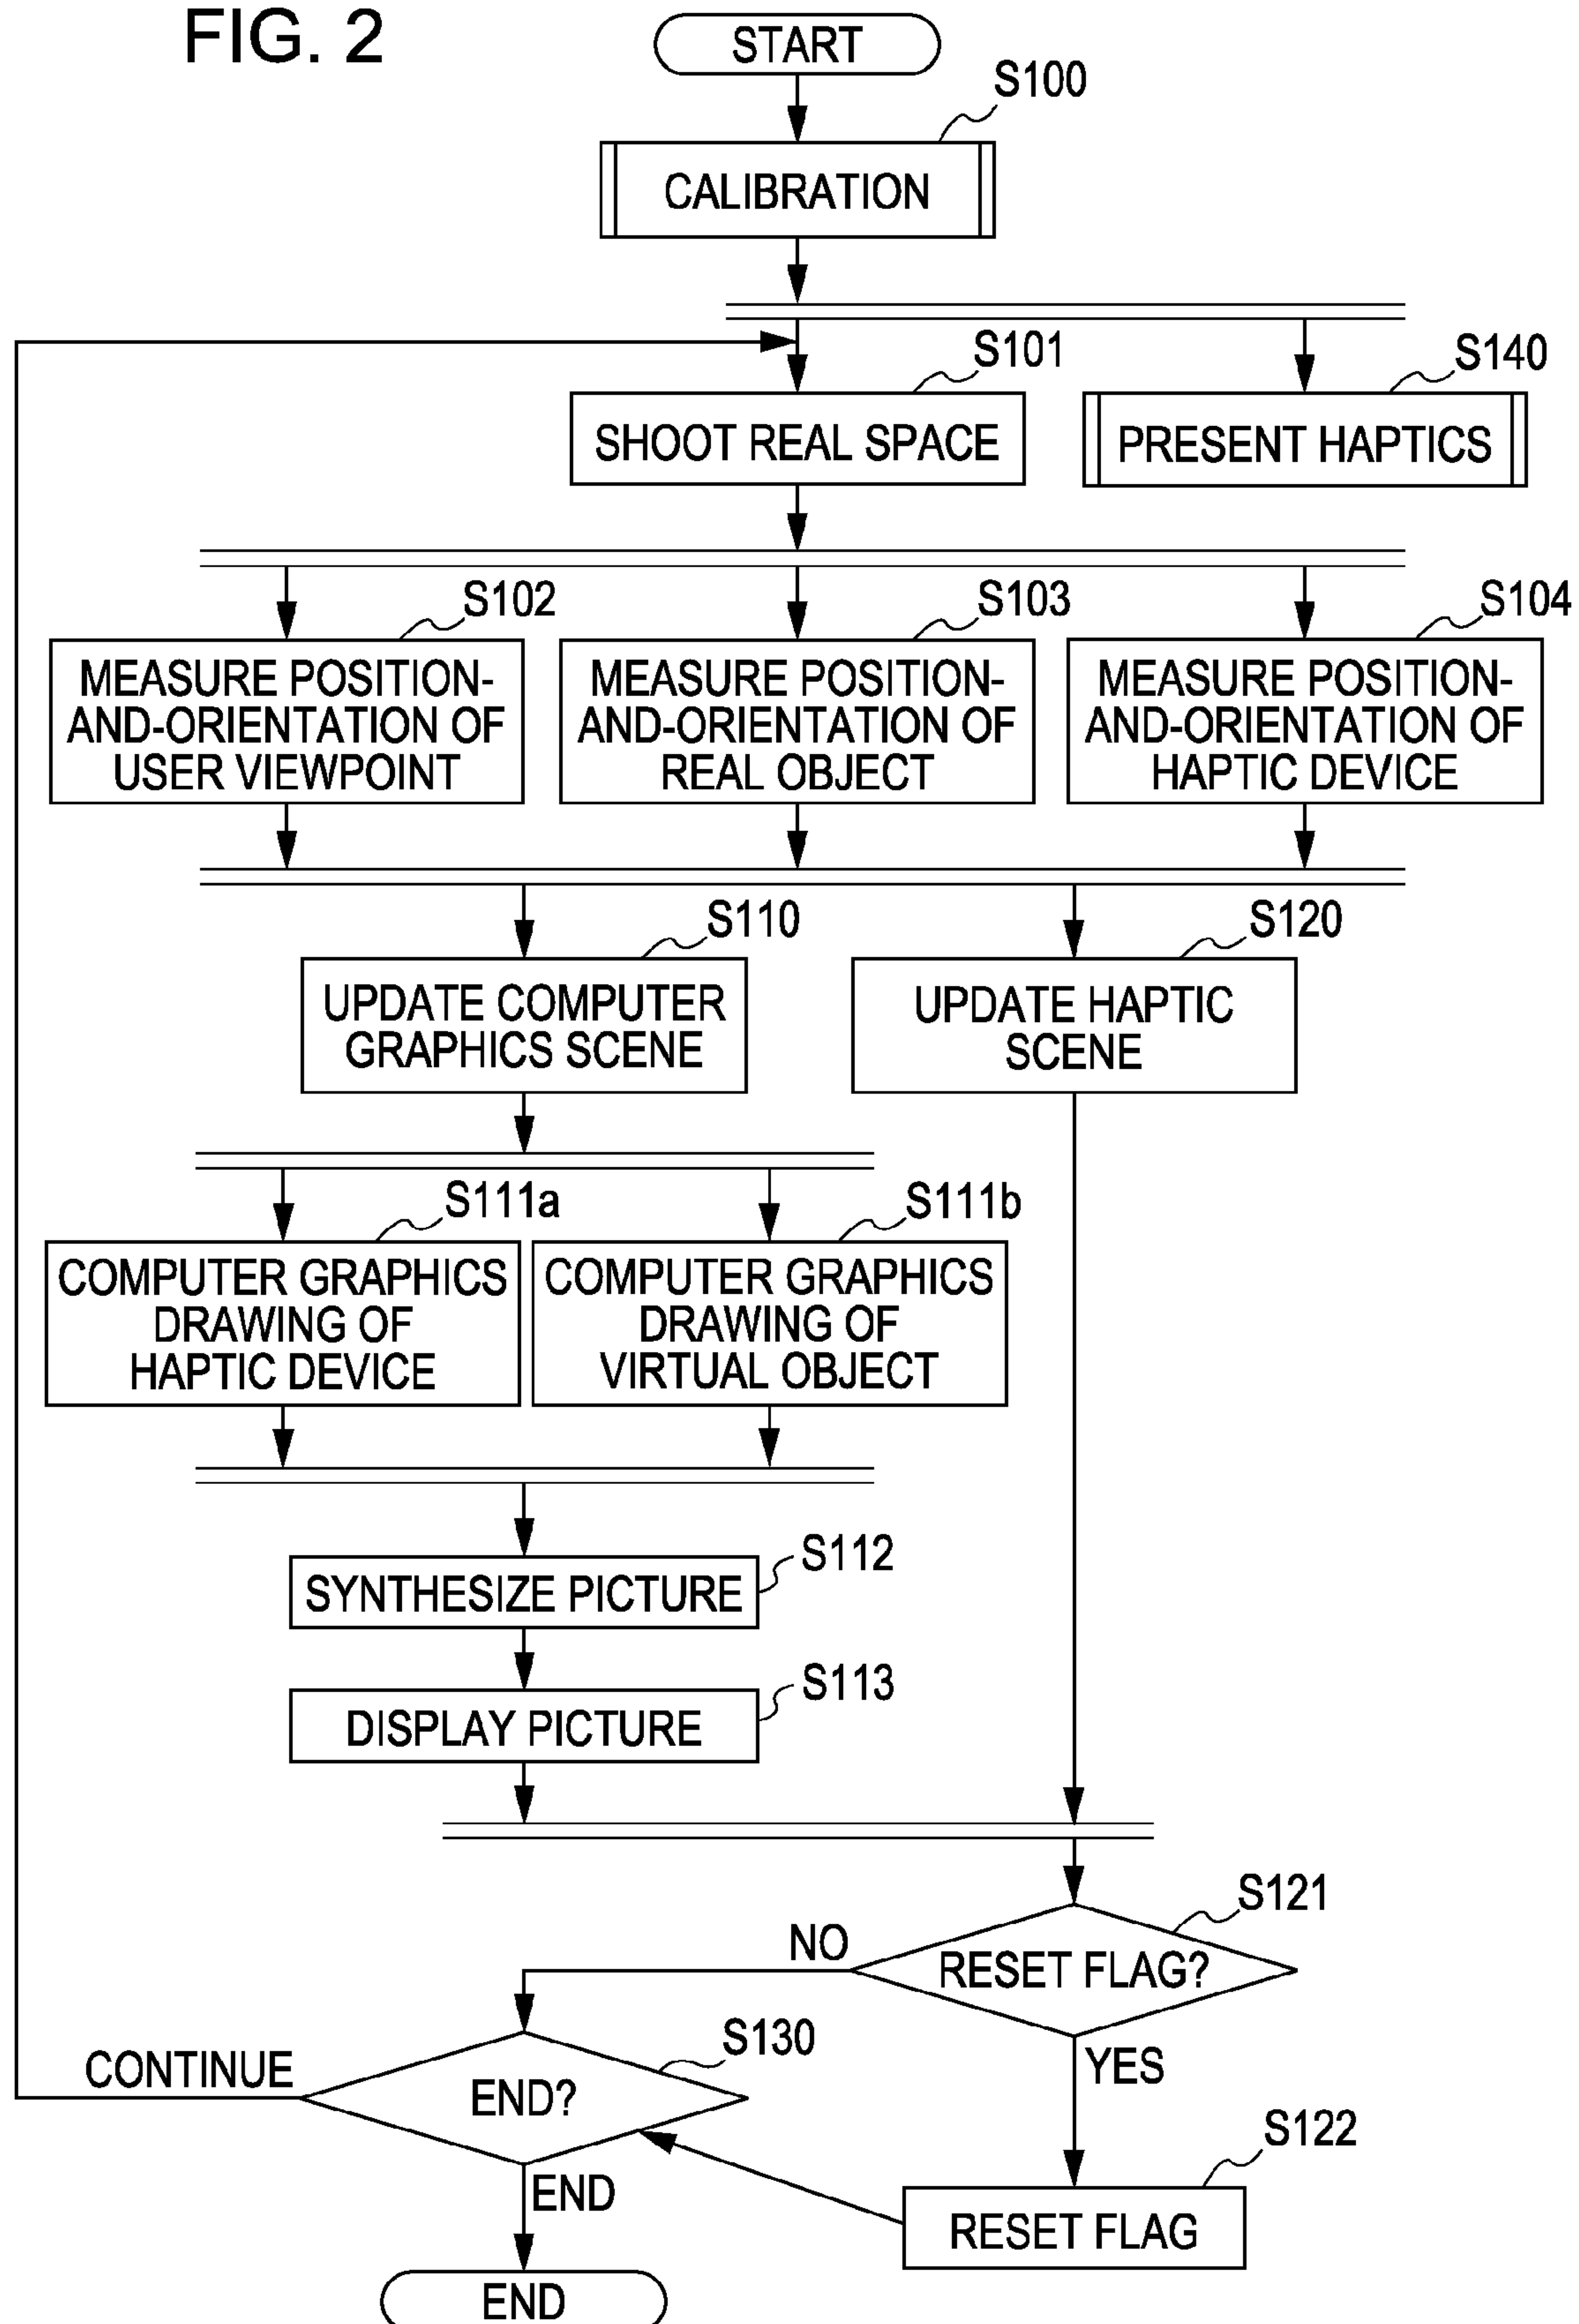 FIG. 2
START
S100
CALIBRATION
S101
S140
SHOOT REAL SPACE
PRESENT HAPTICS
S102
S103
S104
MEASURE POSITION-
AND-ORIENTATION OF
USER VIEWPOINT
MEASURE POSITION-
AND-ORIENTATION OF
REAL OBJECT
MEASURE POSITION-
AND-ORIENTATION OF
HAPTIC DEVICE
S110
S120
UPDATE COMPUTER
GRAPHICS SCENE
UPDATE HAPTIC
SCENE
S111a
S111b
COMPUTER GRAPHICS
DRAWING OF
HAPTIC DEVICE
COMPUTER GRAPHICS
DRAWING OF
VIRTUAL OBJECT
S112
SYNTHESIZE PICTURE
S113
DISPLAY PICTURE
S121
NO
RESET FLAG?
S130
YES
CONTINUE
END?
S122
END
RESET FLAG
END